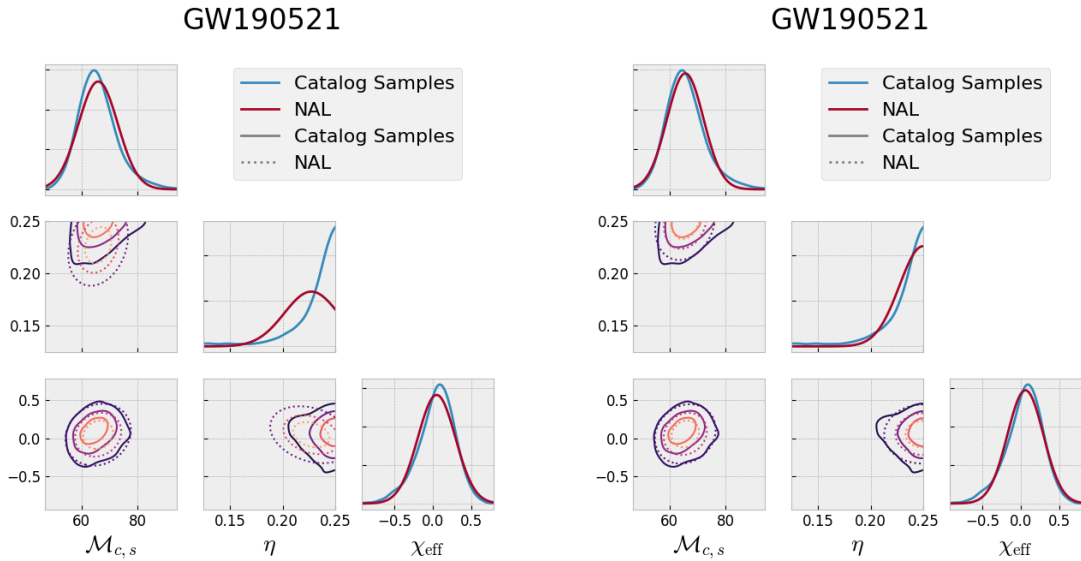 GW190521
Catalog Samples
NAL
Catalog Samples
NAL
0.25
0.20
0.15
0.5
0.0
−0.5
60 80
0.15 0.20 0.25
−0.5 0.0 0.5
ℳc, s
η
χeff
GW190521
Catalog Samples
NAL
Catalog Samples
NAL
0.25
0.20
0.15
0.5
0.0
−0.5
60 80
0.15 0.20 0.25
−0.5 0.0 0.5
ℳc, s
η
χeff